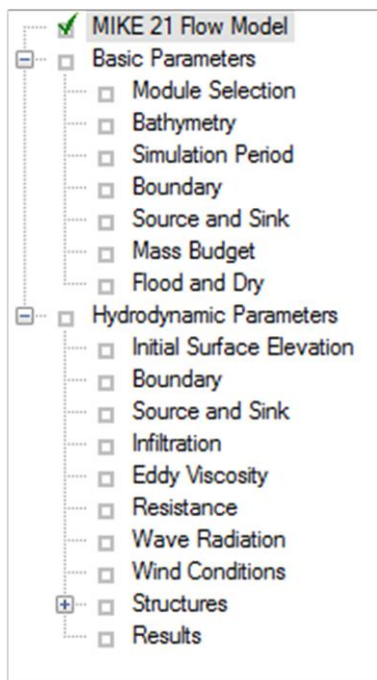 MIKE 21 Flow Model
Basic Parameters
Module Selection
Bathymetry
Simulation Period
Boundary
Source and Sink
Mass Budget
Flood and Dry
Hydrodynamic Parameters
Initial Surface Elevation
Boundary
Source and Sink
Infiltration
Eddy Viscosity
Resistance
Wave Radiation
Wind Conditions
Structures
Results